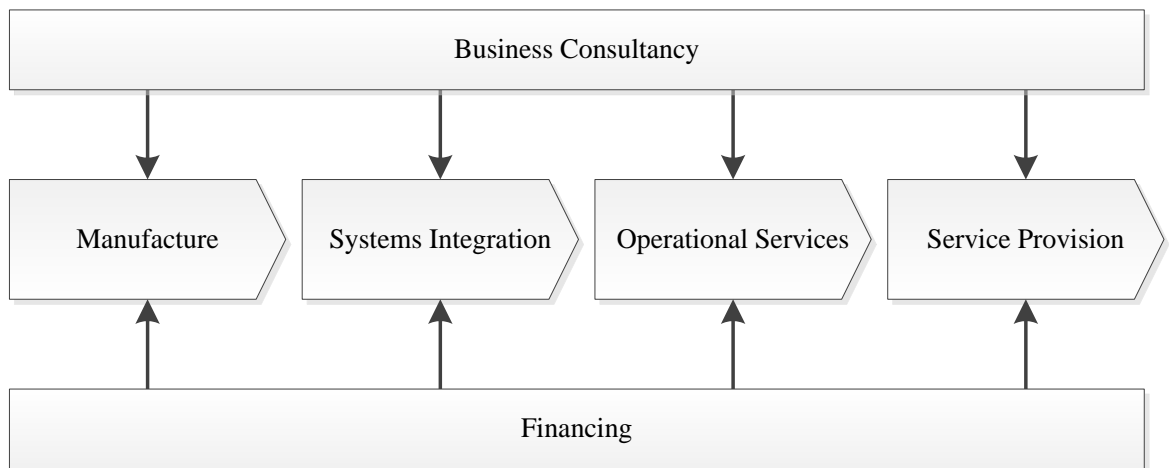 Business Consultancy
Manufacture
Systems Integration
Operational Services
Service Provision
Financing